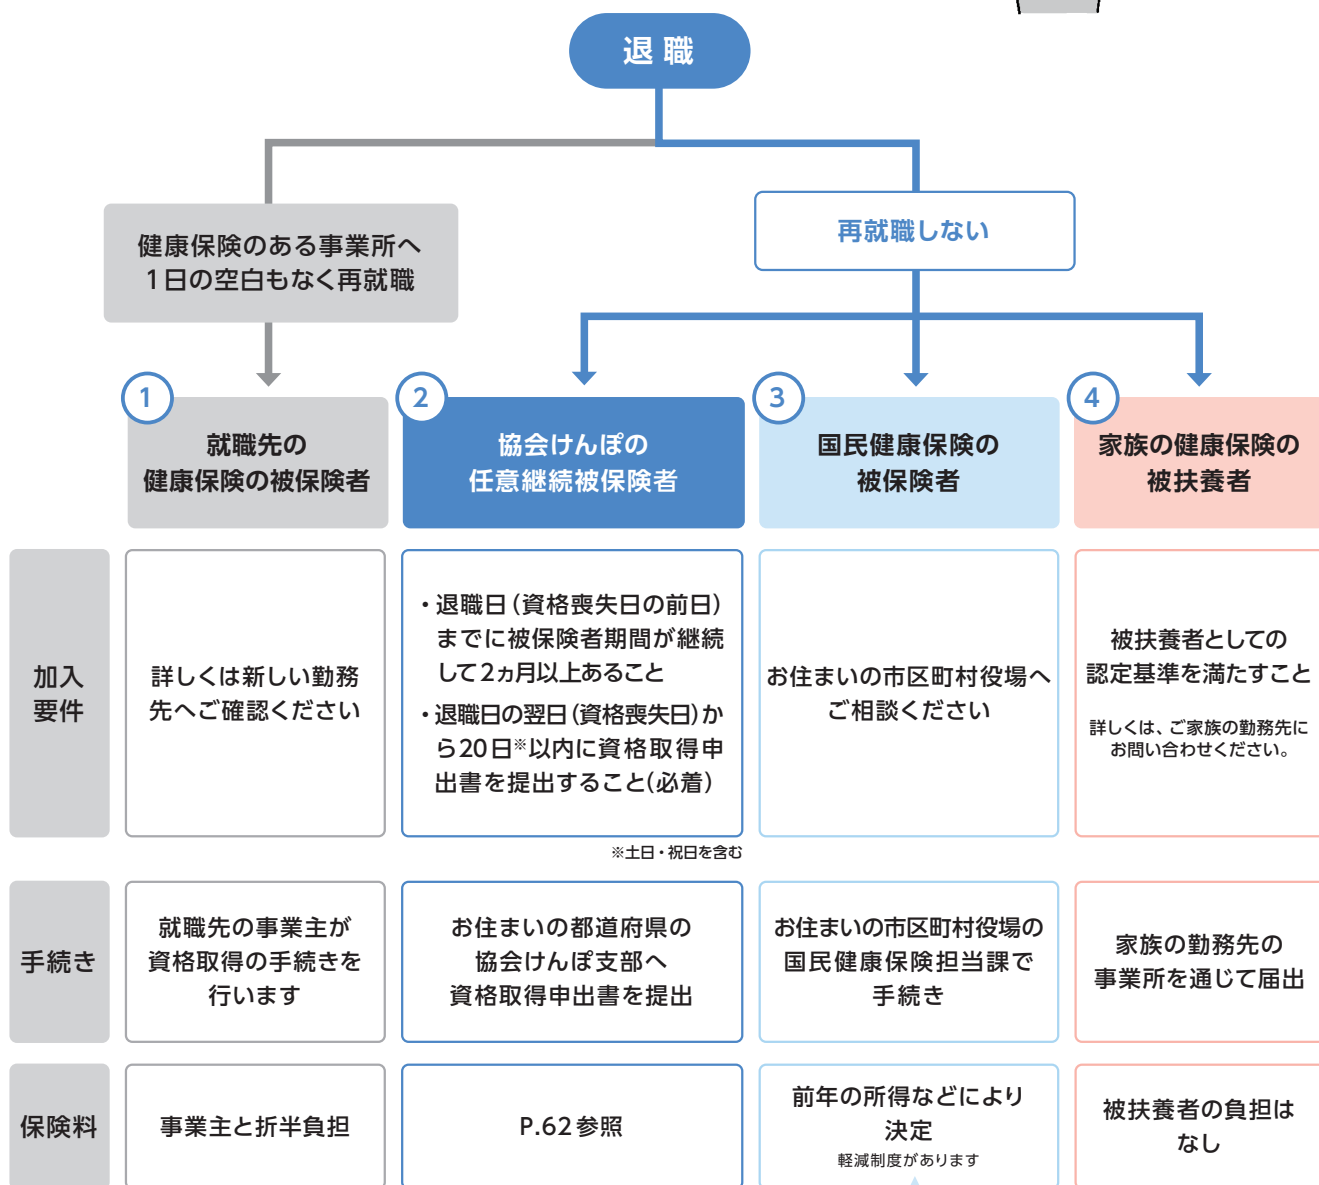 退職
健康保険のある事業所へ
1日の空白もなく再就職
再就職しない
1
就職先の
健康保険の被保険者
2
協会けんぽの
任意継続被保険者
3
国民健康保険の
被保険者
4
家族の健康保険の
被扶養者
加入
要件
詳しくは新しい勤務
先へご確認ください
・退職日(資格喪失日の前日)
までに被保険者期間が継続
して2ヵ月以上あること
・退職日の翌日(資格喪失日)か
ら20日※以内に資格取得申
出書を提出すること(必着)
※土日・祝日を含む
お住まいの市区町村役場へ
ご相談ください
被扶養者としての
認定基準を満たすこと
詳しくは、ご家族の勤務先に
お問い合わせください。
手続き
就職先の事業主が
資格取得の手続きを
行います
お住まいの都道府県の
協会けんぽ支部へ
資格取得申出書を提出
お住まいの市区町村役場の
国民健康保険担当課で
手続き
家族の勤務先の
事業所を通じて届出
保険料
事業主と折半負担
P.62参照
前年の所得などにより
決定
軽減制度があります
被扶養者の負担は
なし